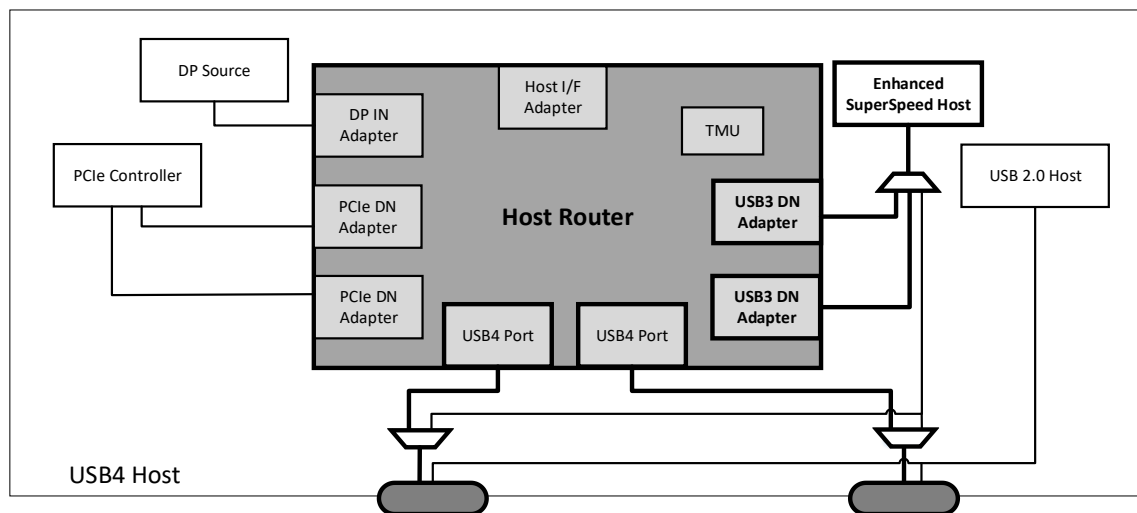 DP Source
PCIe Controller
Host I/F
Adapter
DP IN
Adapter
TMU
PCIe DN
Adapter
Host Router
USB3 DN
Adapter
PCIe DN
Adapter
USB3 DN
Adapter
USB4 Port
USB4 Port
Enhanced
SuperSpeed Host
USB 2.0 Host
USB4 Host